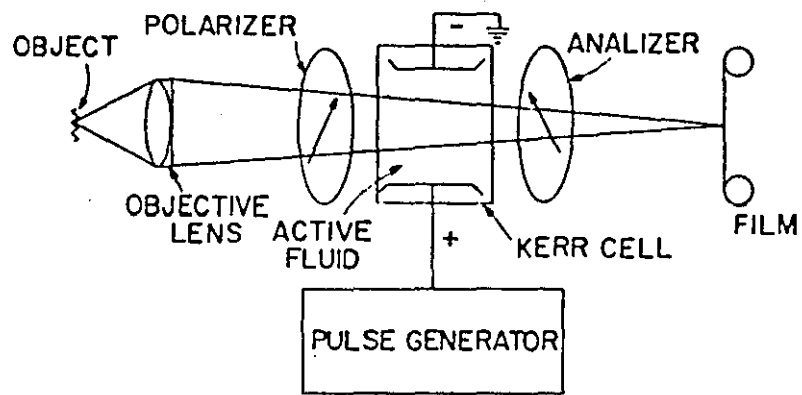 OBJECT
POLARIZER
-
ANALIZER
OBJECTIVE
LENS
ACTIVE
FLUID
+
KERR CELL
FILM
PULSE GENERATOR